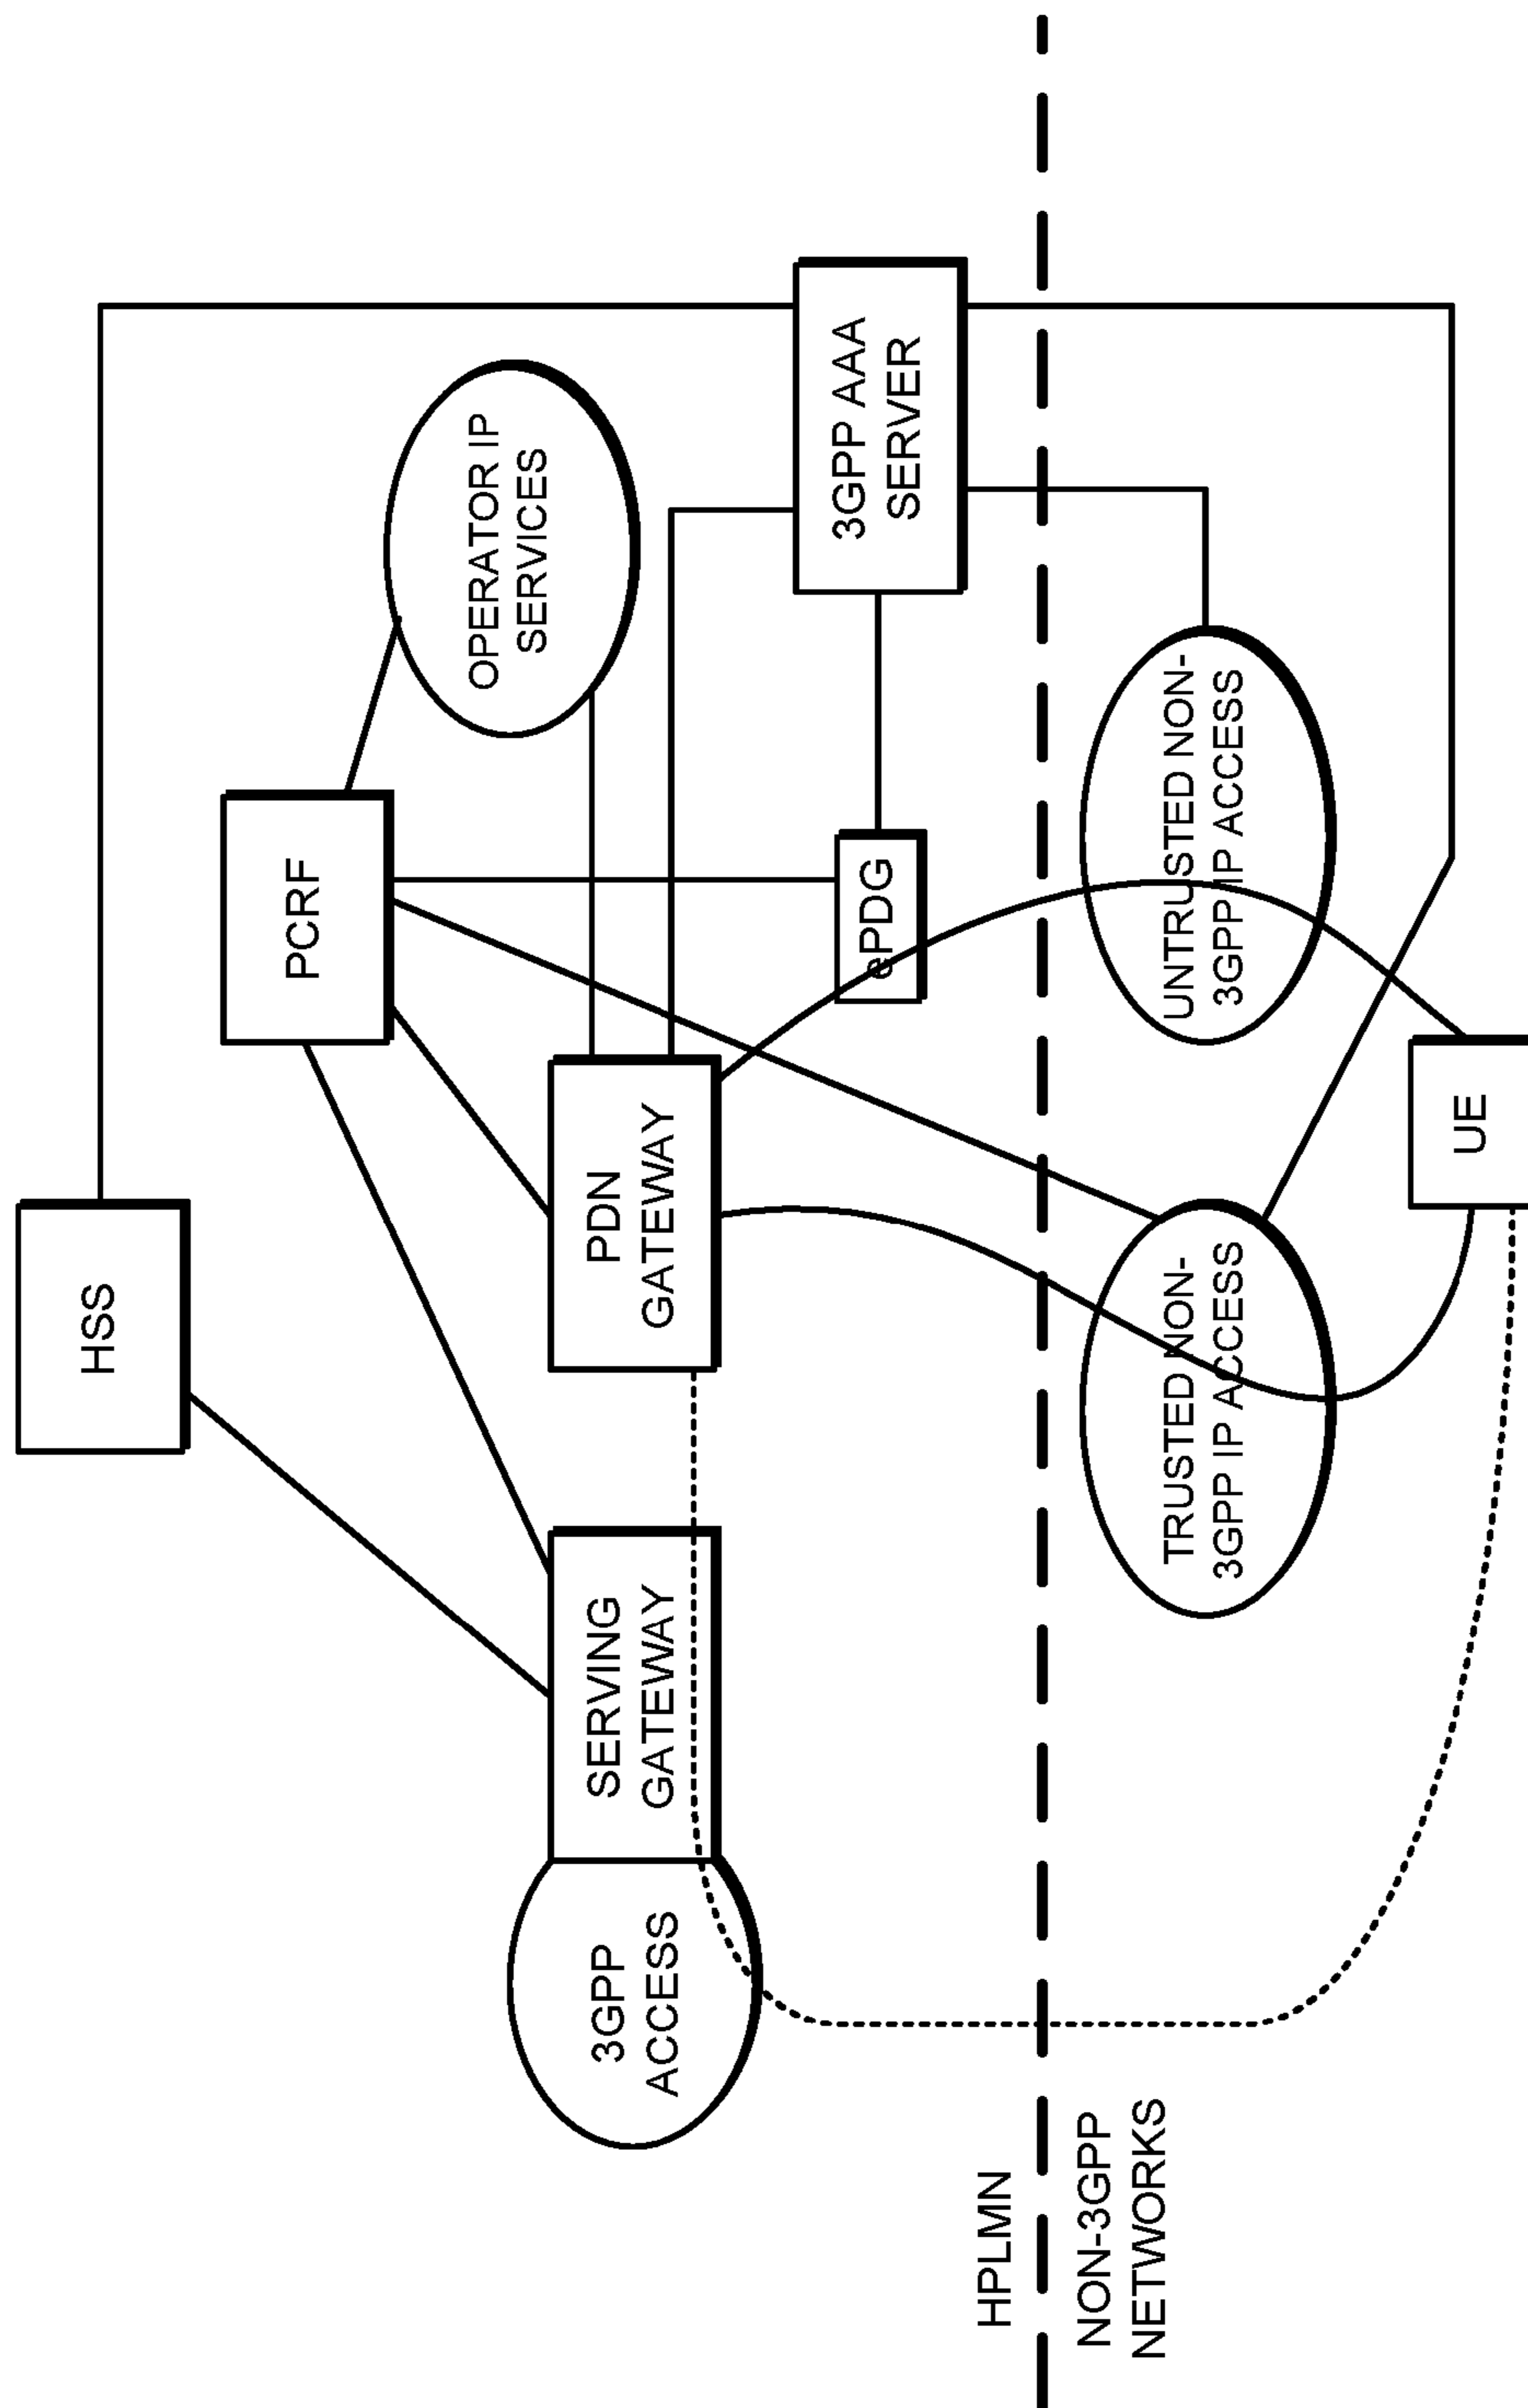 HSS
PCRF
OPERATOR IP
SERVICES
3GPP
ACCESS
SERVING
GATEWAY
PDN
GATEWAY
ePDG
3GPP AAA
SERVER
HPLMN
NON-3GPP
NETWORKS
TRUSTED NON-
3GPP IP ACCESS
UNTRUSTED NON-
3GPP IP ACCESS
UE